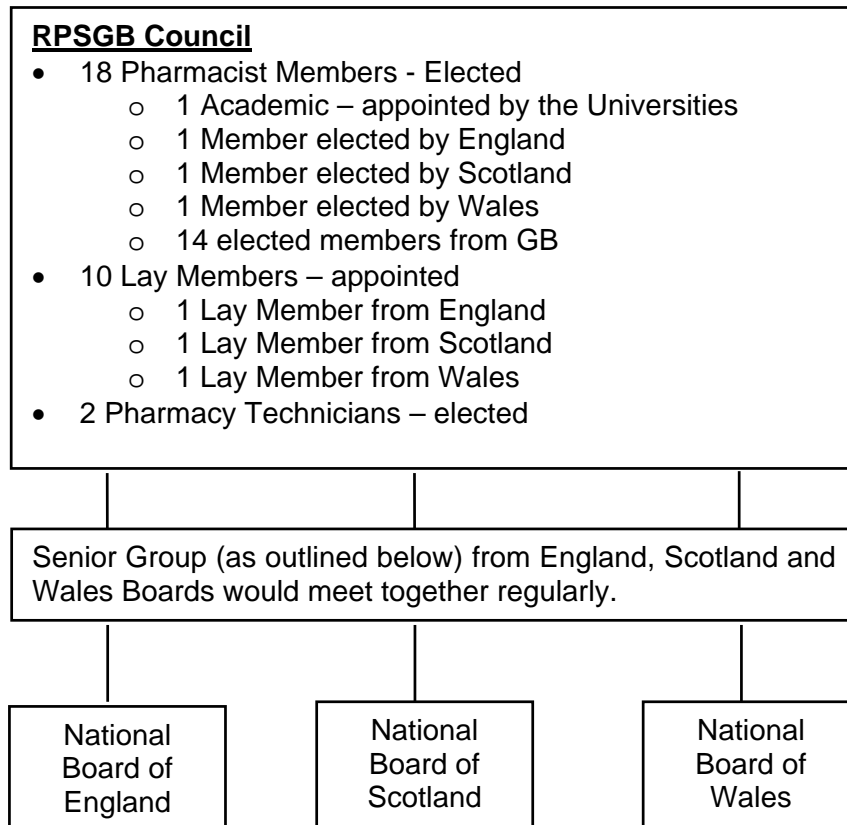 RPSGB Council
• 18 Pharmacist Members - Elected
o 1 Academic – appointed by the Universities
o 1 Member elected by England
o 1 Member elected by Scotland
o 1 Member elected by Wales
o 14 elected members from GB
• 10 Lay Members – appointed
o 1 Lay Member from England
o 1 Lay Member from Scotland
o 1 Lay Member from Wales
• 2 Pharmacy Technicians – elected
Senior Group (as outlined below) from England, Scotland and
Wales Boards would meet together regularly.
National
Board of
England
National
Board of
Scotland
National
Board of
Wales